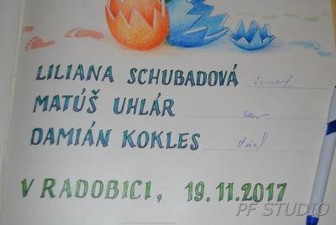 LILIANA SCHUBADOVÁ
MATÚŠ UHLÁR
DAMIÁN KOKLES
V RADOBICI, 19.11.2017
PF STUDIO